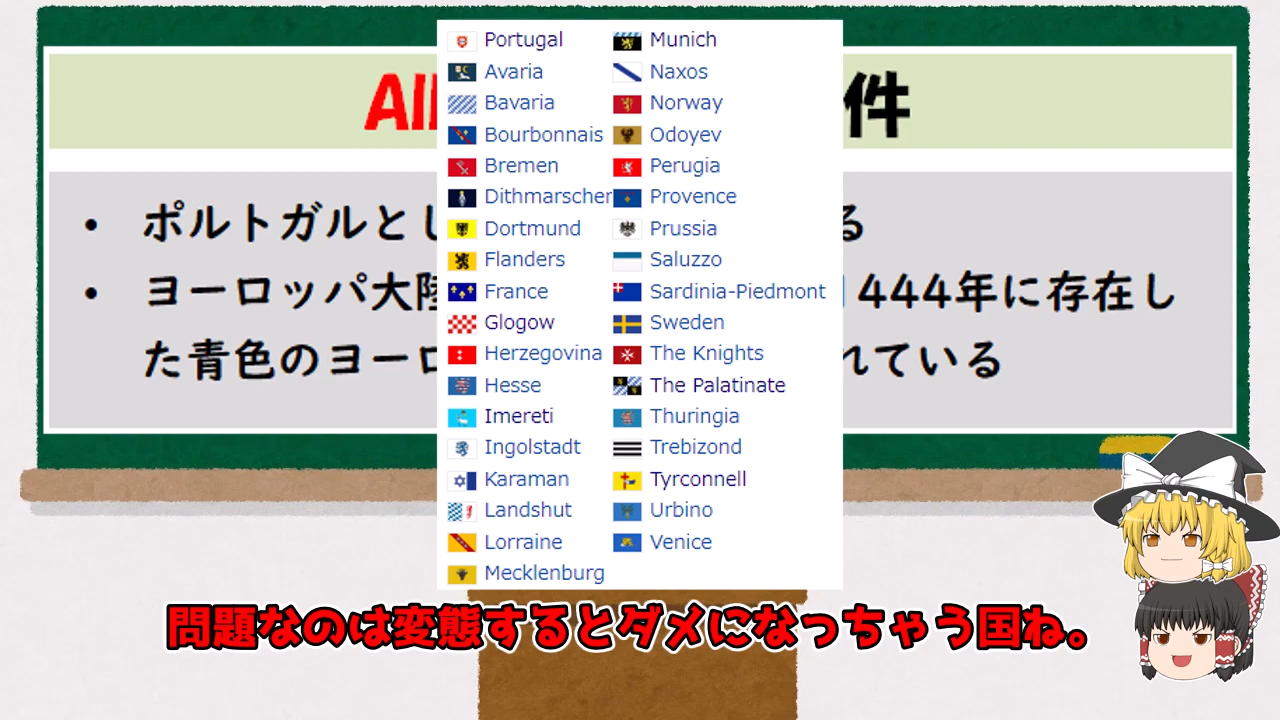 All
件
Portugal
Avaria
Bavaria
Bourbonnais
Bremen
Dithmarscher
Dortmund
Flanders
France
Glogow
Herzegovina
Hesse
Imereti
Ingolstadt
Karaman
Landshut
Lorraine
Mecklenburg
Munich
Naxos
Norway
Odoyev
Perugia
Provence
Prussia
Saluzzo
Sardinia-Piedmont
Sweden
The Knights
The Palatinate
Thuringia
Trebizond
Tyrconnell
Urbino
Venice
• ポルトガルとし
る
• ヨーロッパ大陸
1444年に存在し
た青色のヨーロ
れている
問題なのは変態するとダメになっちゃう国ね。